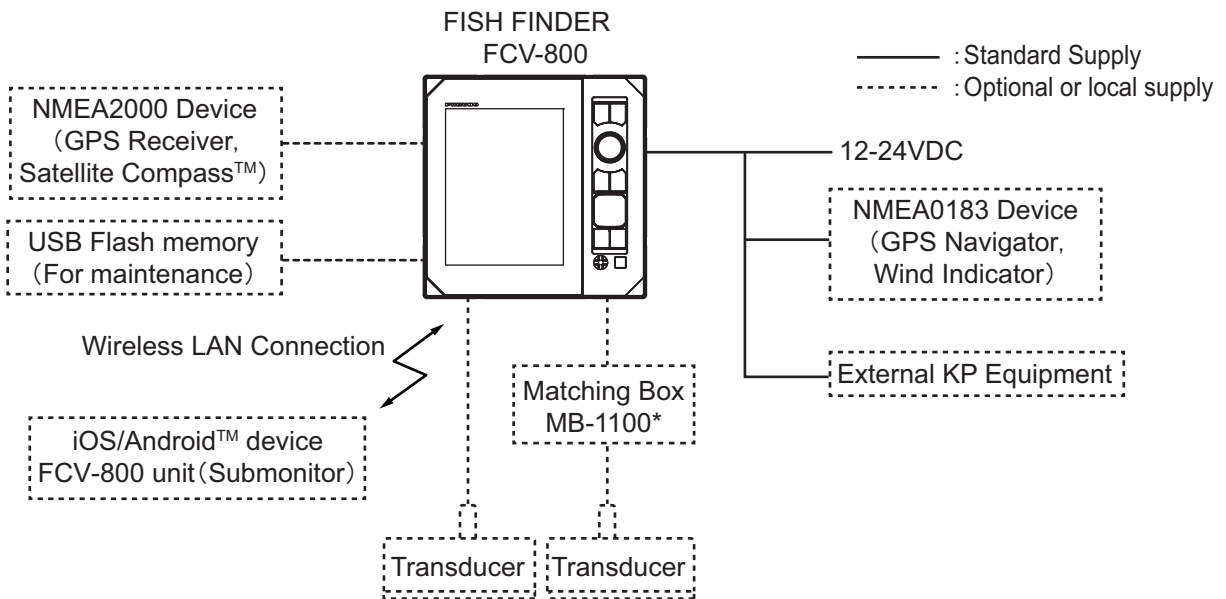 FISH FINDER
FCV-800
: Standard Supply
: Optional or local supply
FURUNO
NMEA2000 Device
(GPS Receiver,
Satellite Compass™)
USB Flash memory
(For maintenance)
12-24VDC
NMEA0183 Device
(GPS Navigator,
Wind Indicator)
External KP Equipment
Wireless LAN Connection
iOS/Android™ device
FCV-800 unit(Submonitor)
Matching Box
MB-1100*
Transducer
Transducer